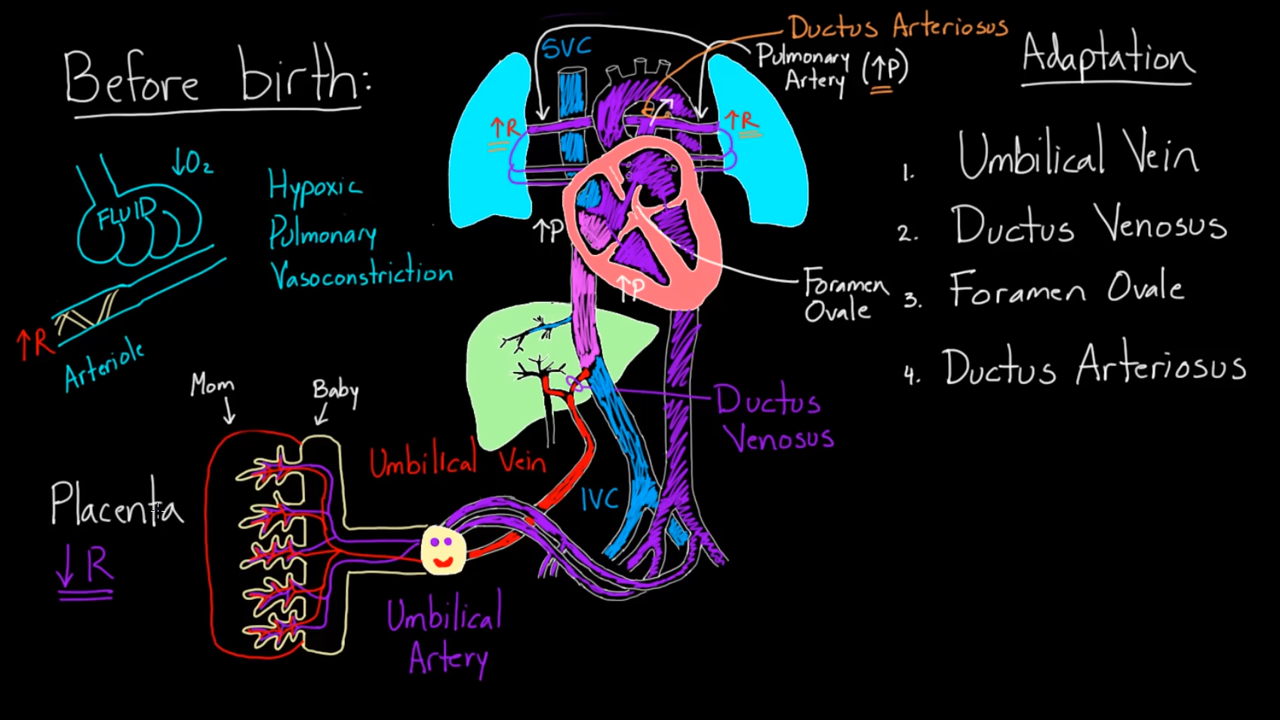 Before birth:
↓O₂
FLUID
Hypoxic
Pulmonary
Vasoconstriction
↑R
Arteriole
Mom
Baby
Placenta
↓R
Umbilical Vein
Umbilical
Artery
SVC
Ductus Arteriosus
Pulmonary
Artery (↑P)
↑R
↑R
↑P
↑P
Foramen
Ovale
Ductus
Venosus
IVC
Adaptation
1. Umbilical Vein
2. Ductus Venosus
3. Foramen Ovale
4. Ductus Arteriosus